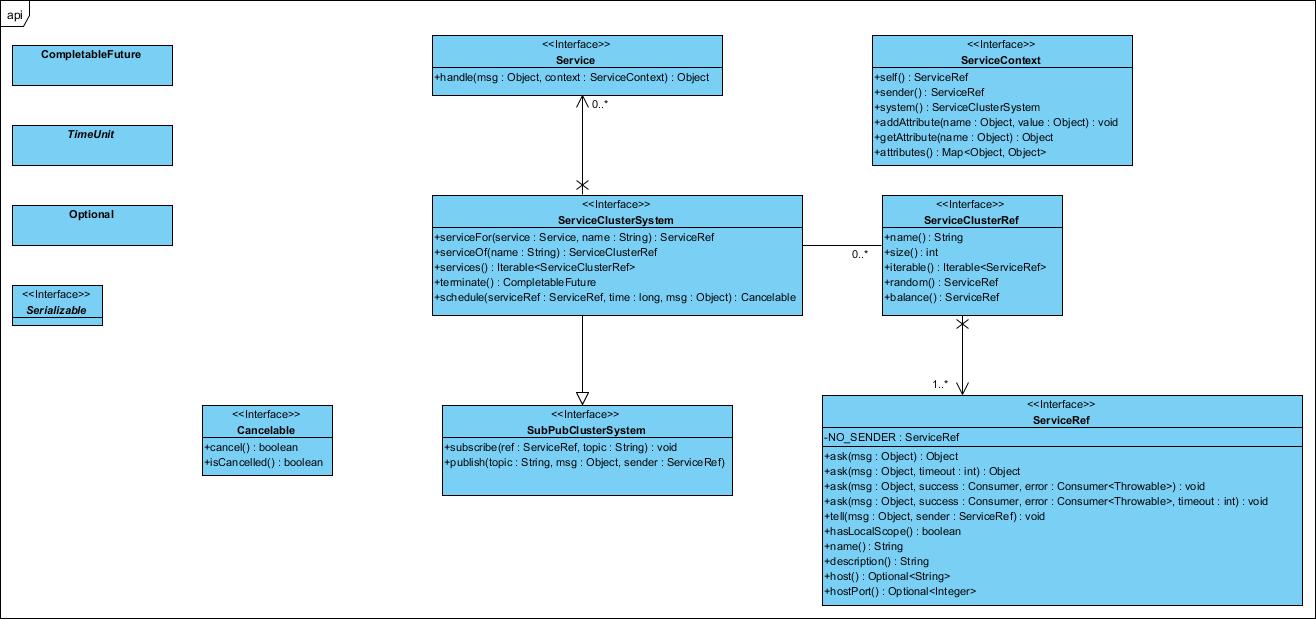 api
CompletableFuture
TimeUnit
Optional
<<Interface>>
Serializable
<<Interface>>
Service
+handle(msg : Object, context : ServiceContext) : Object
0..*
<<Interface>>
ServiceContext
+self() : ServiceRef
+sender() : ServiceRef
+system() : ServiceClusterSystem
+addAttribute(name : Object, value : Object) : void
+getAttribute(name : Object) : Object
+attributes() : Map<Object, Object>
<<Interface>>
ServiceClusterSystem
+serviceFor(service : Service, name : String) : ServiceRef
+serviceOf(name : String) : ServiceClusterRef
+services() : Iterable<ServiceClusterRef>
+terminate() : CompletableFuture
+schedule(serviceRef : ServiceRef, time : long, msg : Object) : Cancelable
0..*
<<Interface>>
ServiceClusterRef
+name() : String
+size() : int
+iterable() : Iterable<ServiceRef>
+random() : ServiceRef
+balance() : ServiceRef
1..*
<<Interface>>
Cancelable
+cancel() : boolean
+isCancelled() : boolean
<<Interface>>
SubPubClusterSystem
+subscribe(ref : ServiceRef, topic : String) : void
+publish(topic : String, msg : Object, sender : ServiceRef)
<<Interface>>
ServiceRef
-NO_SENDER : ServiceRef
+ask(msg : Object) : Object
+ask(msg : Object, timeout : int) : Object
+ask(msg : Object, success : Consumer, error : Consumer<Throwable>) : void
+ask(msg : Object, success : Consumer, error : Consumer<Throwable>, timeout : int) : void
+tell(msg : Object, sender : ServiceRef) : void
+hasLocalScope() : boolean
+name() : String
+description() : String
+host() : Optional<String>
+hostPort() : Optional<Integer>